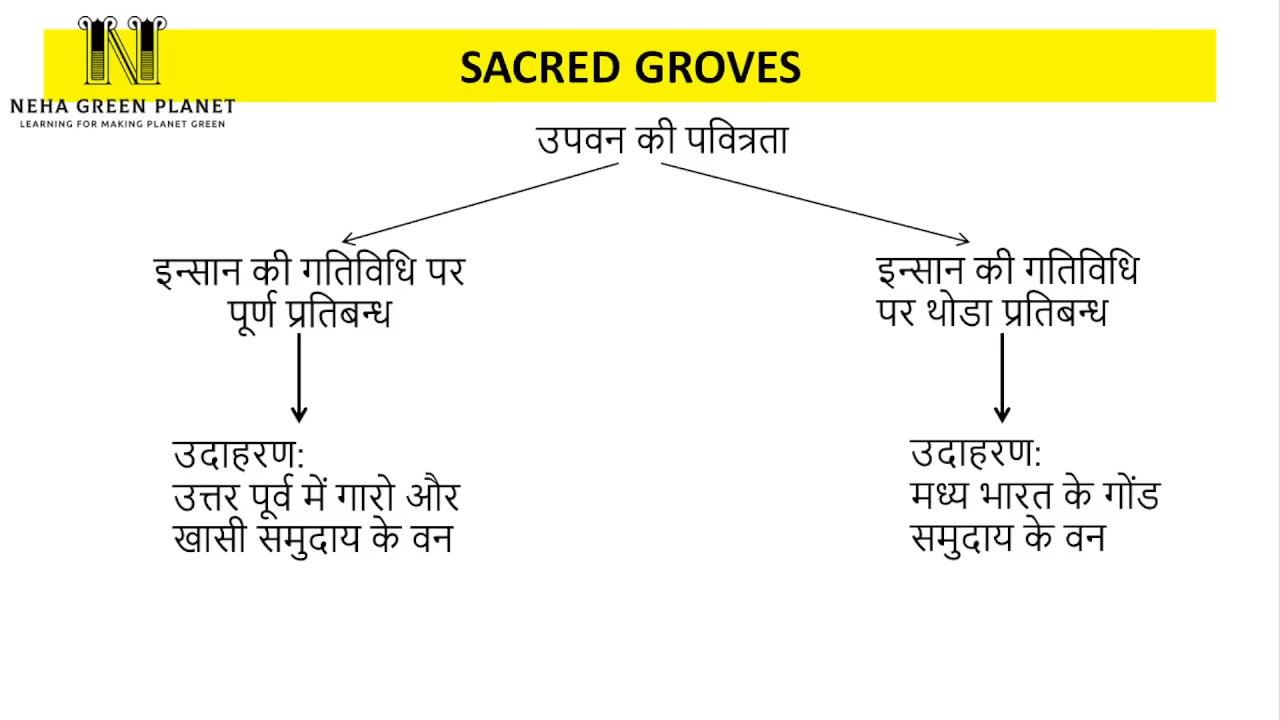 SACRED GROVES
NEHA GREEN PLANET
LEARNING FOR MAKING PLANET GREEN
उपवन की पवित्रता
इन्सान की गतिविधि पर
पूर्ण प्रतिबन्ध
इन्सान की गतिविधि
पर थोडा प्रतिबन्ध
उदाहरण:
उत्तर पूर्व में गारो और
खासी समुदाय के वन
उदाहरण:
मध्य भारत के गोंड
समुदाय के वन